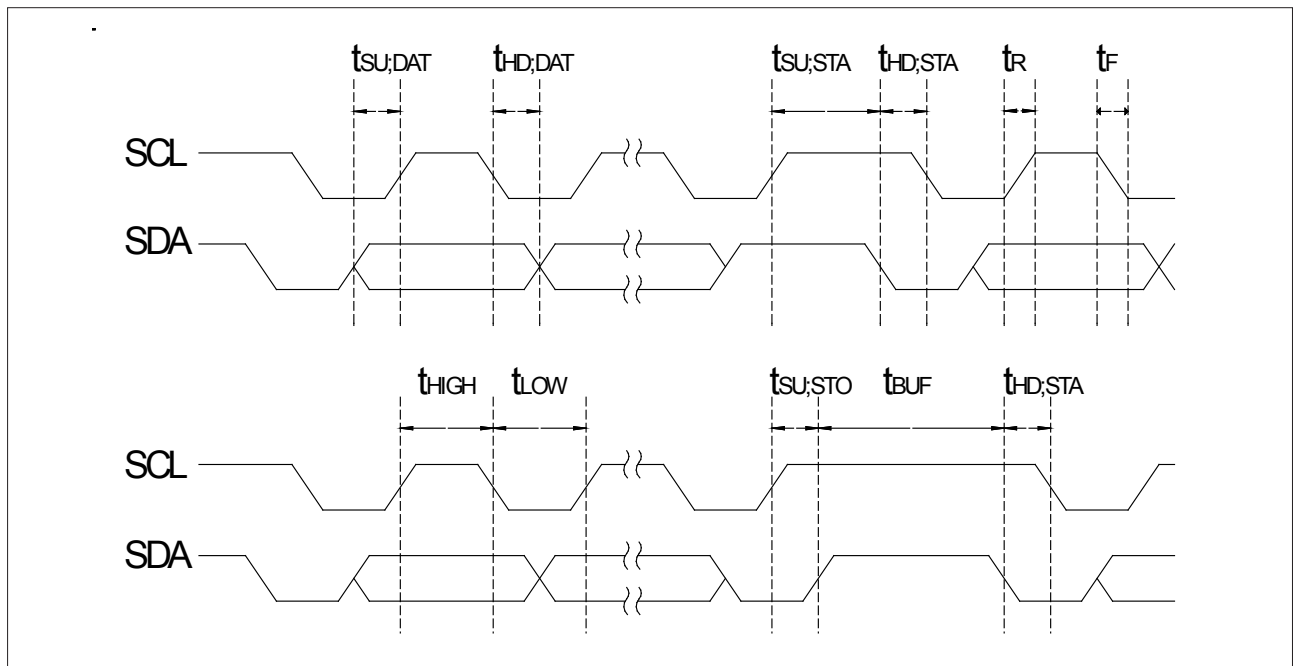 tSU;DAT tHD;DAT tSU;STA tHD;STA tR tF
SCL
SDA
tHIGH tLOW tSU;STO tBUF tHD;STA
SCL
SDA